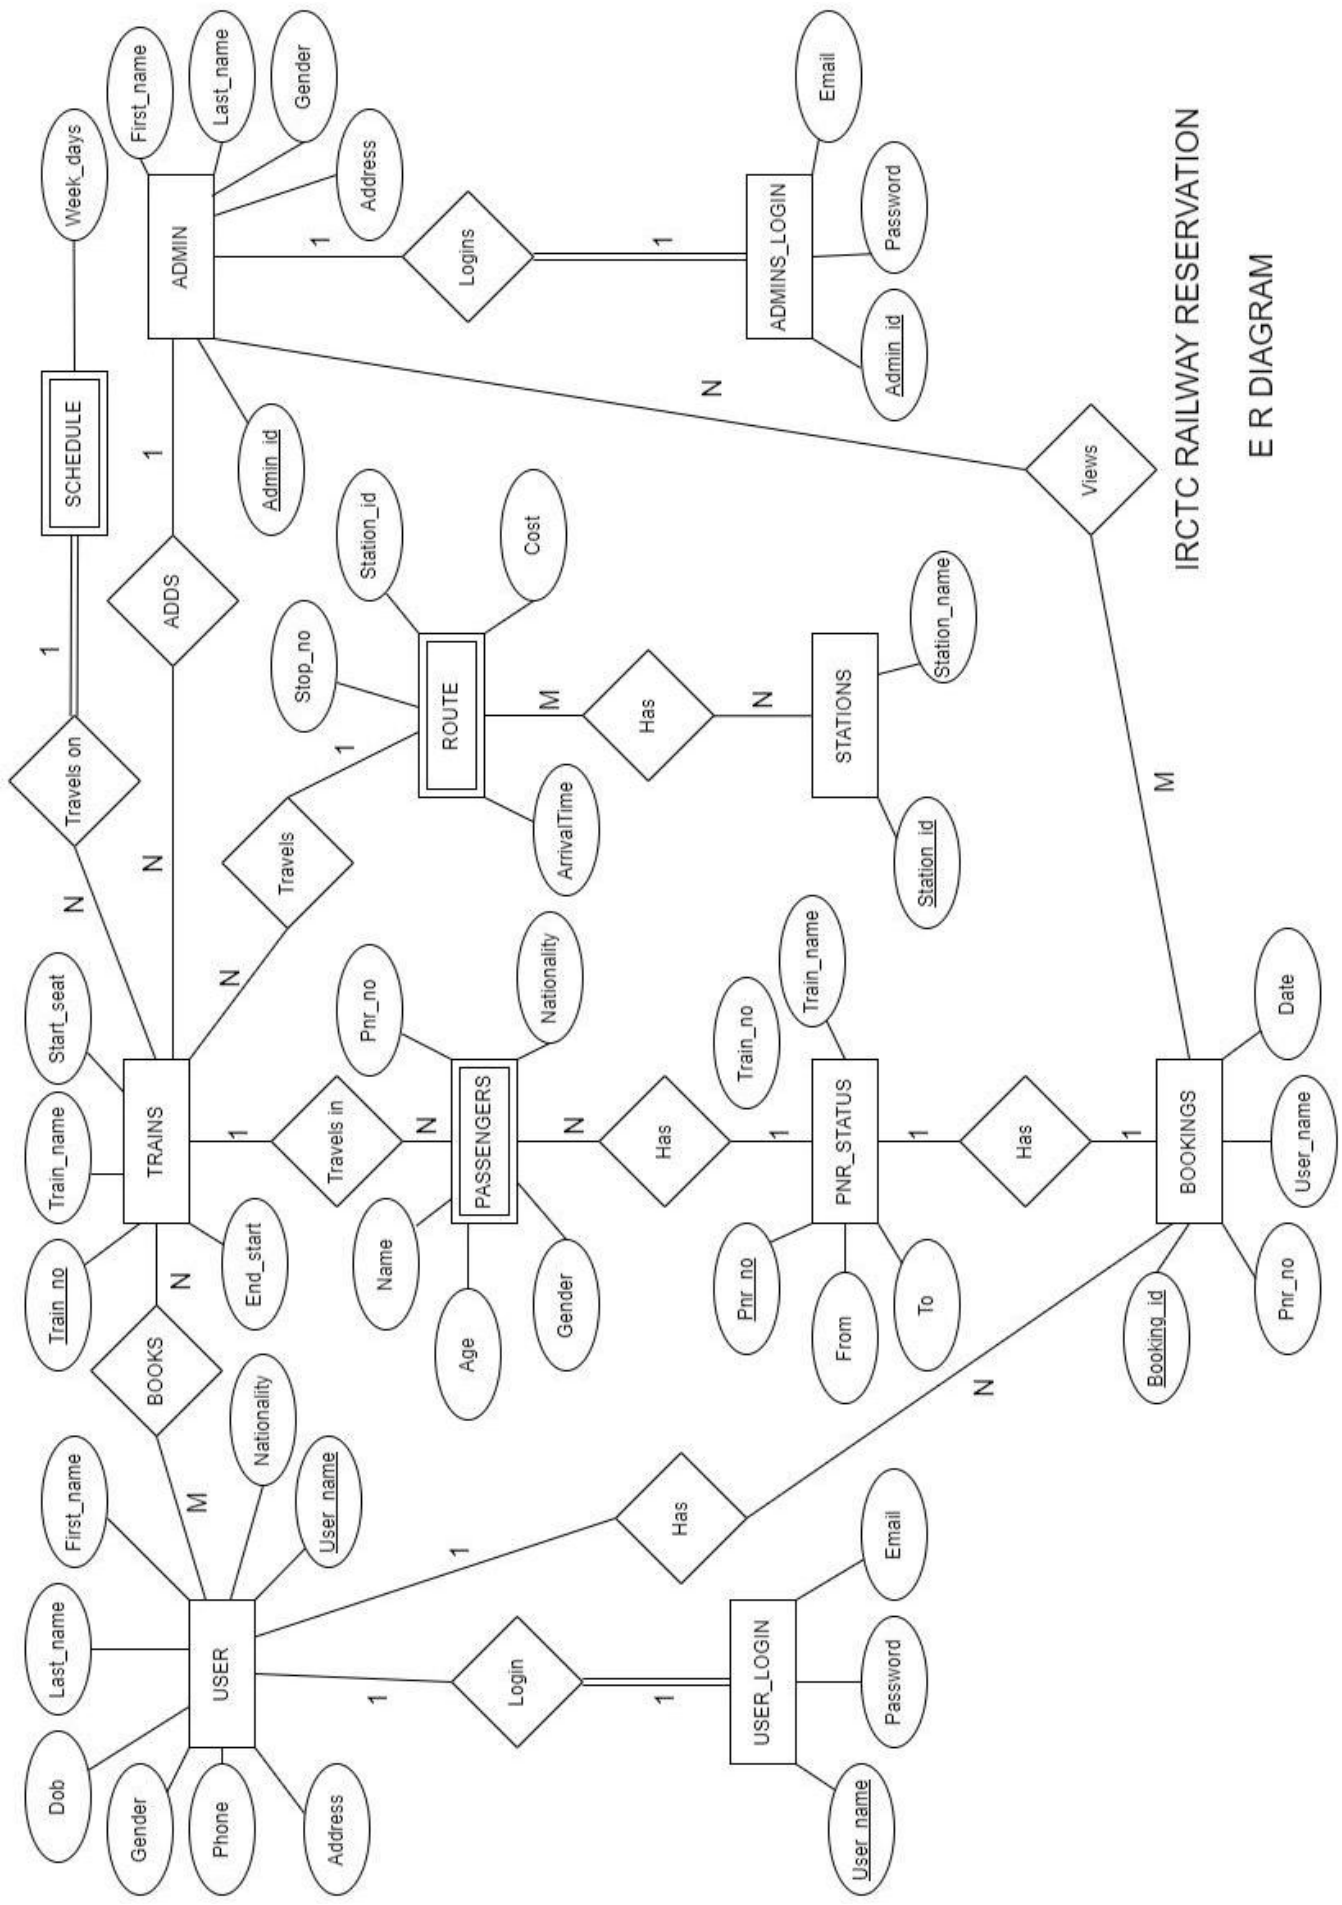 Dob
Last_name
First_name
Train_no
Train_name
Start_seat
N
Travels on
1
SCHEDULE
Week_days
Gender
BOOKS
N
TRAINS
N
ADDS
1
ADMIN
First_name
Phone
USER
M
Nationality
End_start
1
N
Travels
Stop_no
Admin_id
Last_name
Gender
Address
1
User_name
Name
Travels in
Pnr_no
1
Station_id
1
Address
1
Age
N
PASSENGERS
ROUTE
Logins
Login
Gender
N
Nationality
ArrivalTime
M
Cost
1
Has
Has
Has
1
N
N
USER_LOGIN
Pnr_no
1
Train_no
N
ADMINS_LOGIN
Email
User_name
Password
Email
From
PNR_STATUS
Train_name
STATIONS
Password
To
1
Station_id
Station_name
Admin_id
N
Has
Views
1
M
Booking_id
BOOKINGS
Pnr_no
User_name
Date
IRCTC RAILWAY RESERVATION
E R DIAGRAM